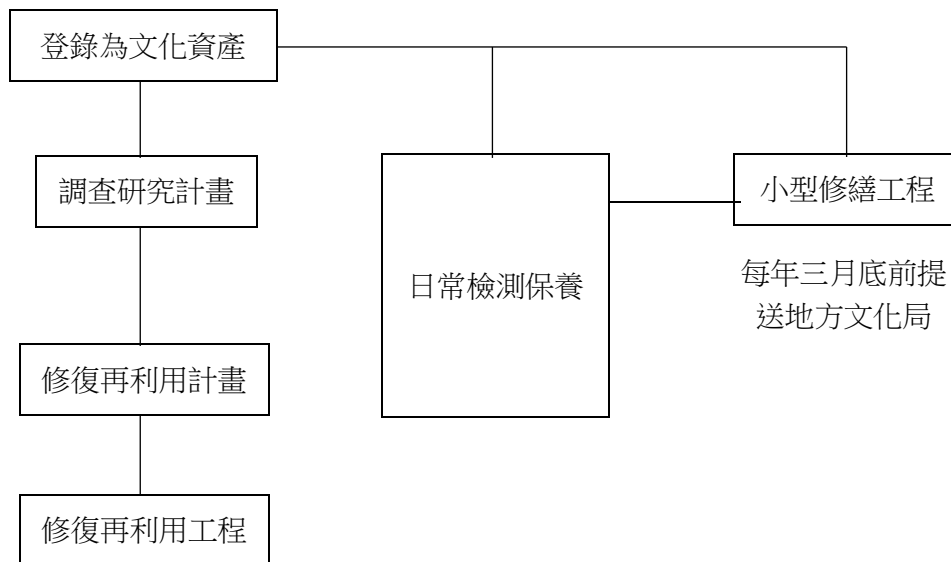 登錄為文化資產
調查研究計畫
小型修繕工程
日常檢測保養
每年三月底前提
送地方文化局
修復再利用計畫
修復再利用工程